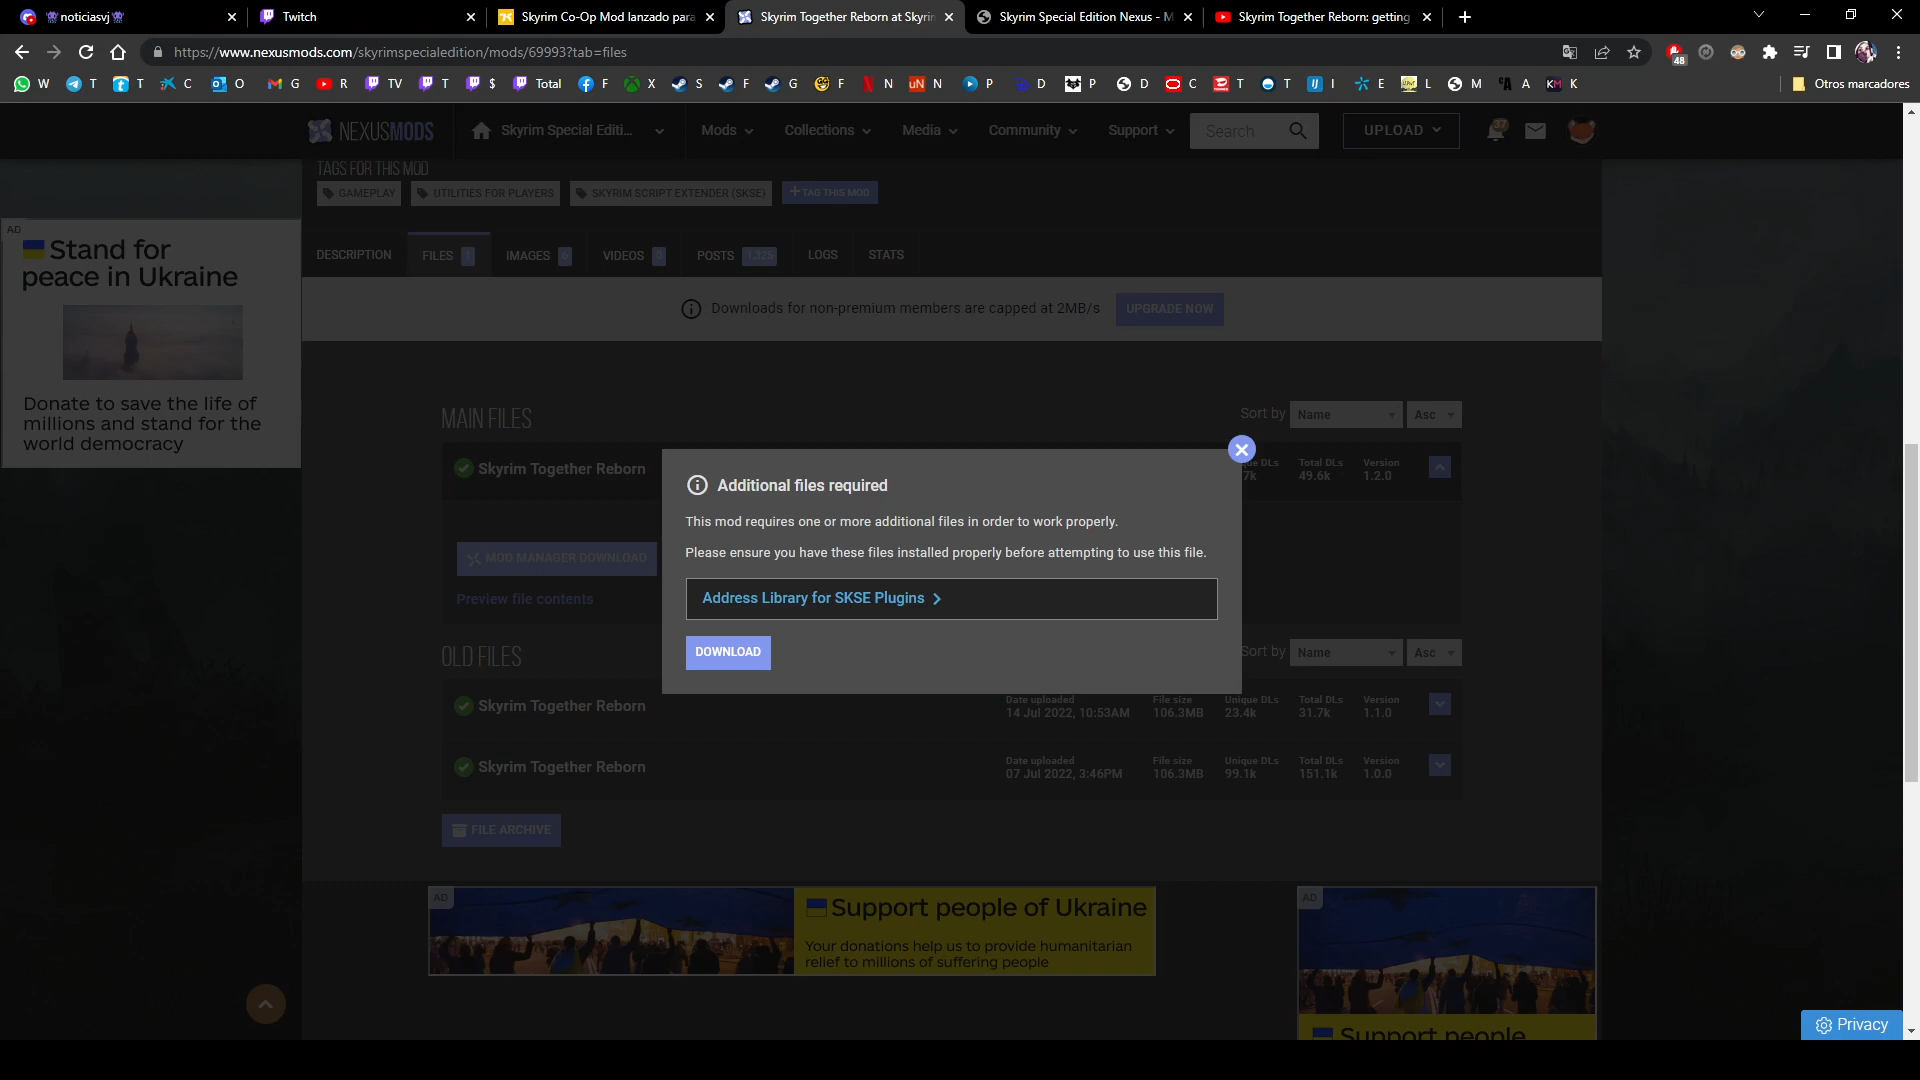 noticiasvj
Twitch
Skyrim Co-Op Mod lanzado para
Skyrim Together Reborn at Skyrim
Skyrim Special Edition Nexus - M
Skyrim Together Reborn: getting
https://www.nexusmods.com/skyrimspecialedition/mods/69993?tab=files
48
W T T C O G R TV T $ Total F X S F G F N N P D P D C T T I E L M A K
Otros marcadores
NEXUSMODS
Skyrim Special Editi...
Mods
Collections
Media
Community
Support
Search
UPLOAD
37
TAGS FOR THIS MOD
GAMEPLAY
UTILITIES FOR PLAYERS
SKYRIM SCRIPT EXTENDER (SKSE)
TAG THIS MOD
AD
Stand for
peace in Ukraine
Donate to save the life of
millions and stand for the
world democracy
DESCRIPTION
FILES 1
IMAGES 6
VIDEOS 0
POSTS 1,325
LOGS
STATS
Downloads for non-premium members are capped at 2MB/s
UPGRADE NOW
MAIN FILES
Sort by
Name
Asc
Skyrim Together Reborn
ue DLs
7k
Total DLs
49.6k
Version
1.2.0
MOD MANAGER DOWNLOAD
Preview file contents
Additional files required
This mod requires one or more additional files in order to work properly.
Please ensure you have these files installed properly before attempting to use this file.
Address Library for SKSE Plugins
DOWNLOAD
OLD FILES
Sort by
Name
Asc
Skyrim Together Reborn
Date uploaded
14 Jul 2022, 10:53AM
File size
106.3MB
Unique DLs
23.4k
Total DLs
31.7k
Version
1.1.0
Skyrim Together Reborn
Date uploaded
07 Jul 2022, 3:46PM
File size
106.3MB
Unique DLs
99.1k
Total DLs
151.1k
Version
1.0.0
FILE ARCHIVE
AD
Support people of Ukraine
Your donations help us to provide humanitarian
relief to millions of suffering people
AD
Support people
Privacy